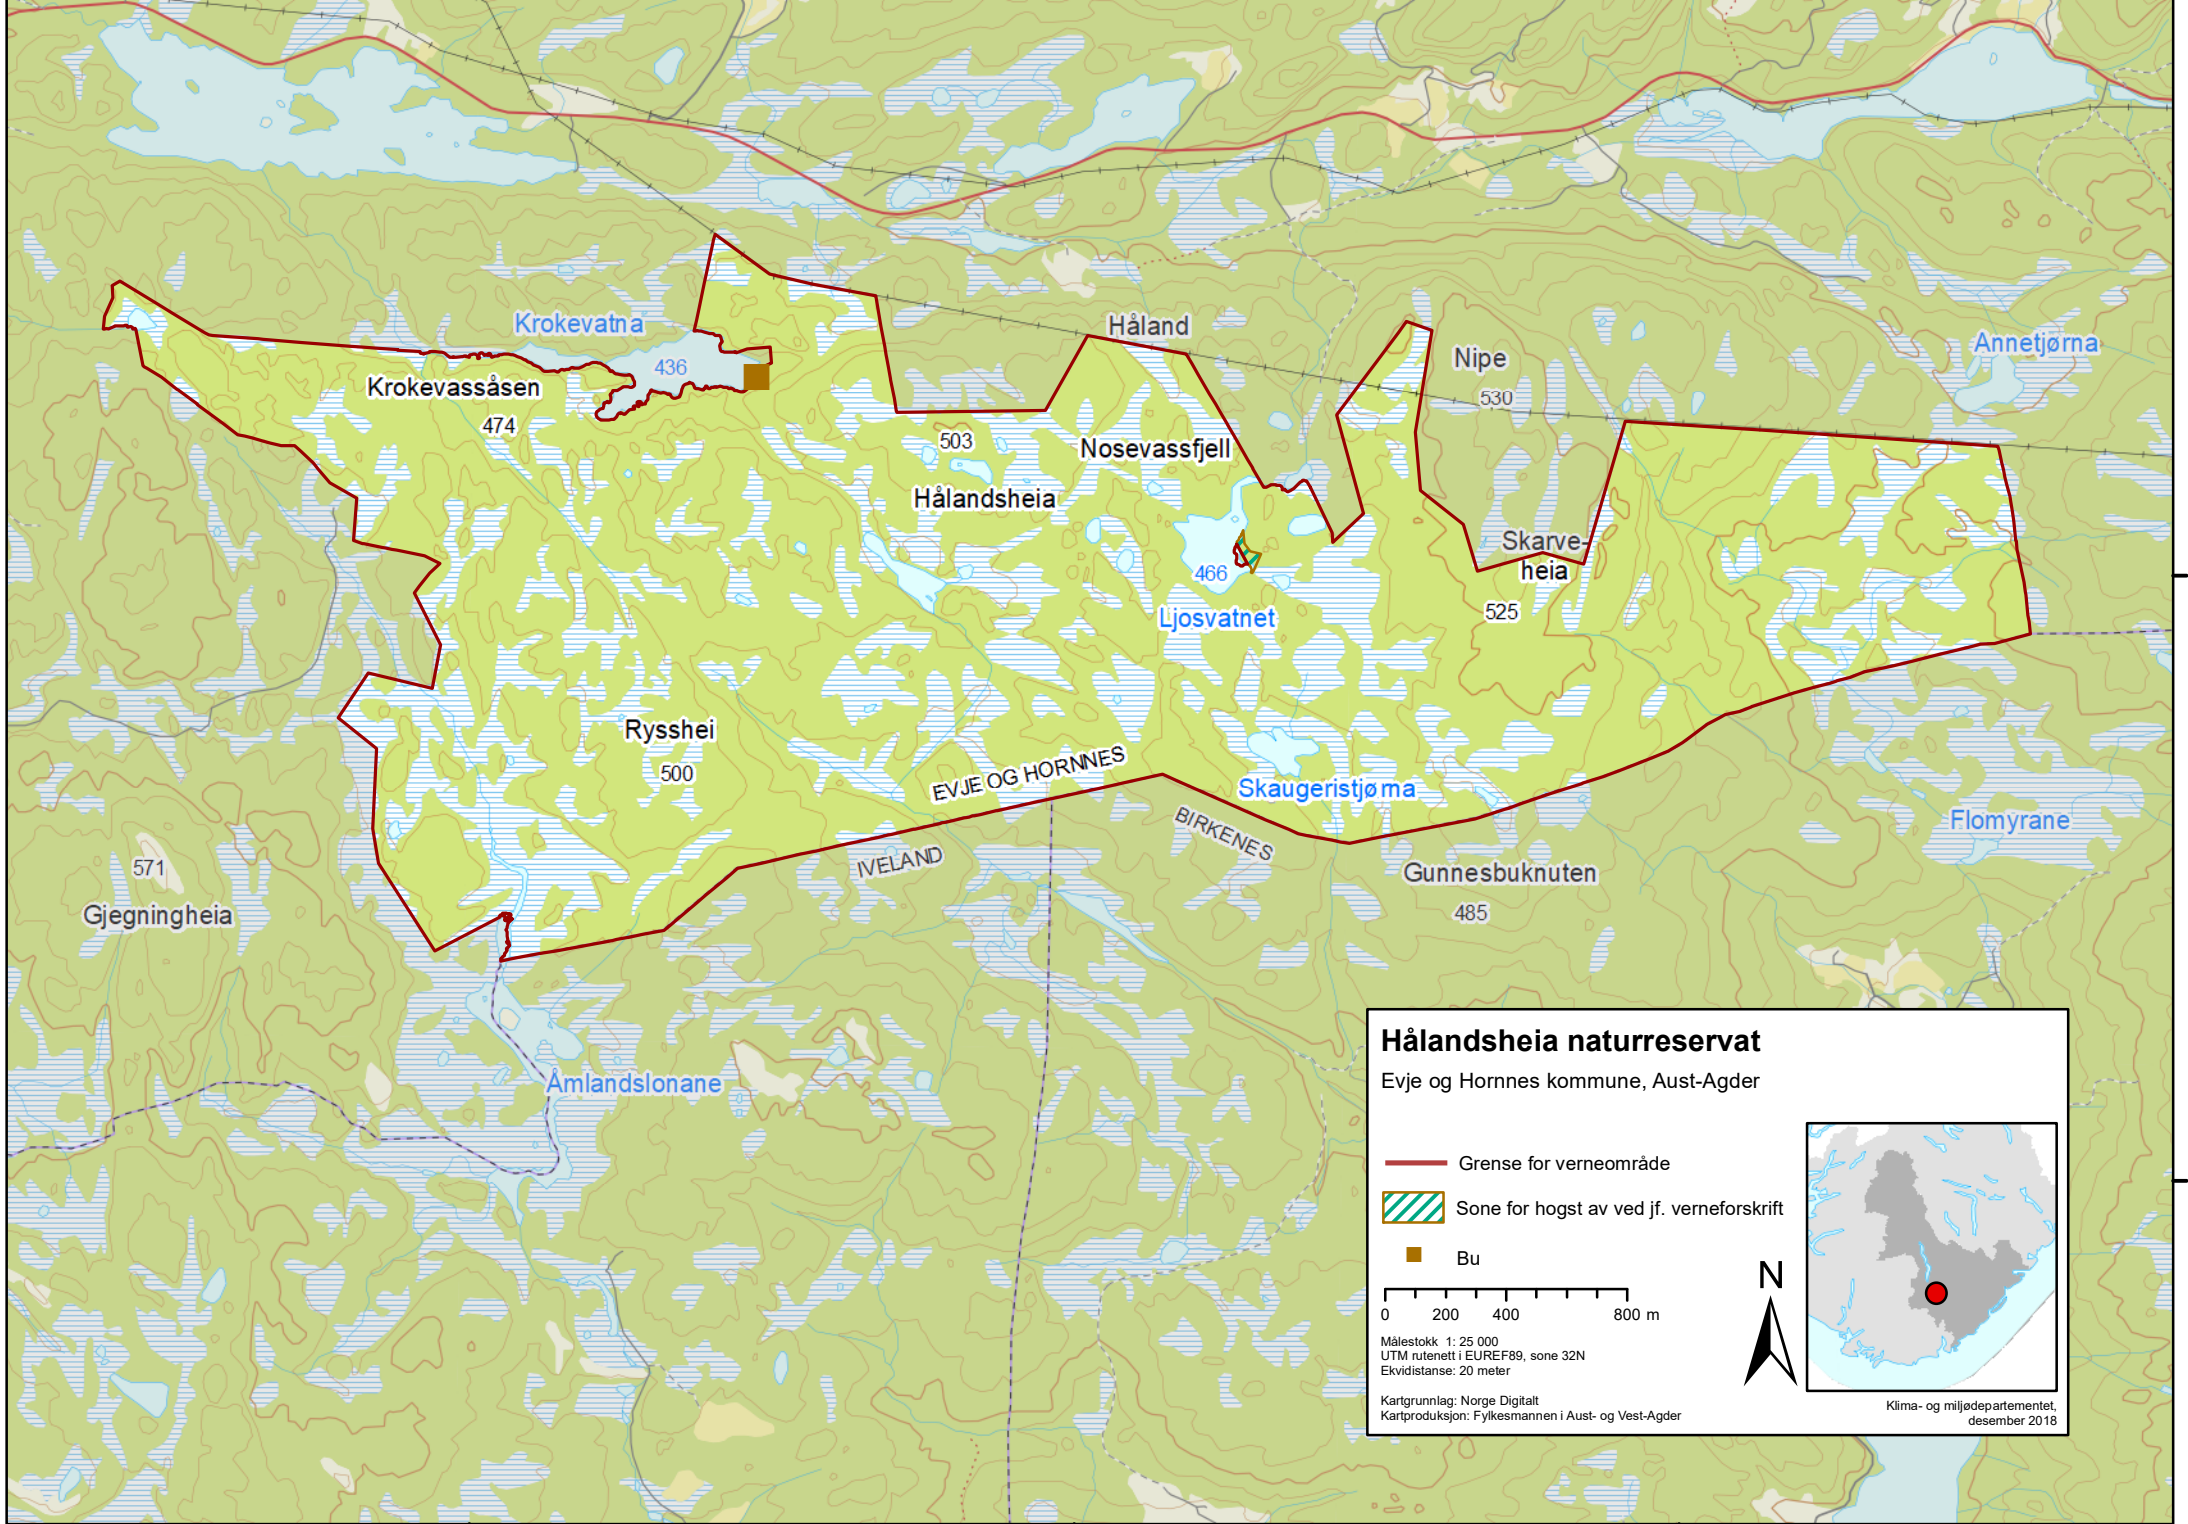 Krokevatna
436
Krokevassåsen
474
Håland
Nipe
530
Annetjørna
503
Nosevassfjell
Hålandsheia
466
Ljosvatnet
Skarve-
heia
525
Rysshei
500
EVJE OG HORNNES
IVELAND
BIRKENES
Skaugeristjørna
Flomyrane
Gunnesbuknuten
485
571
Gjegningheia
Åmlandslonane
Hålandsheia naturreservat
Evje og Hornnes kommune, Aust-Agder
Grense for verneområde
Sone for hogst av ved jf. verneforskrift
Bu
0 200 400 800 m
N
Målestokk 1: 25 000
UTM rutenett i EUREF89, sone 32N
Ekvidistanse: 20 meter
Kartgrunnlag: Norge Digitalt
Kartproduksjon: Fylkesmannen i Aust- og Vest-Agder
Klima- og miljødepartementet,
desember 2018